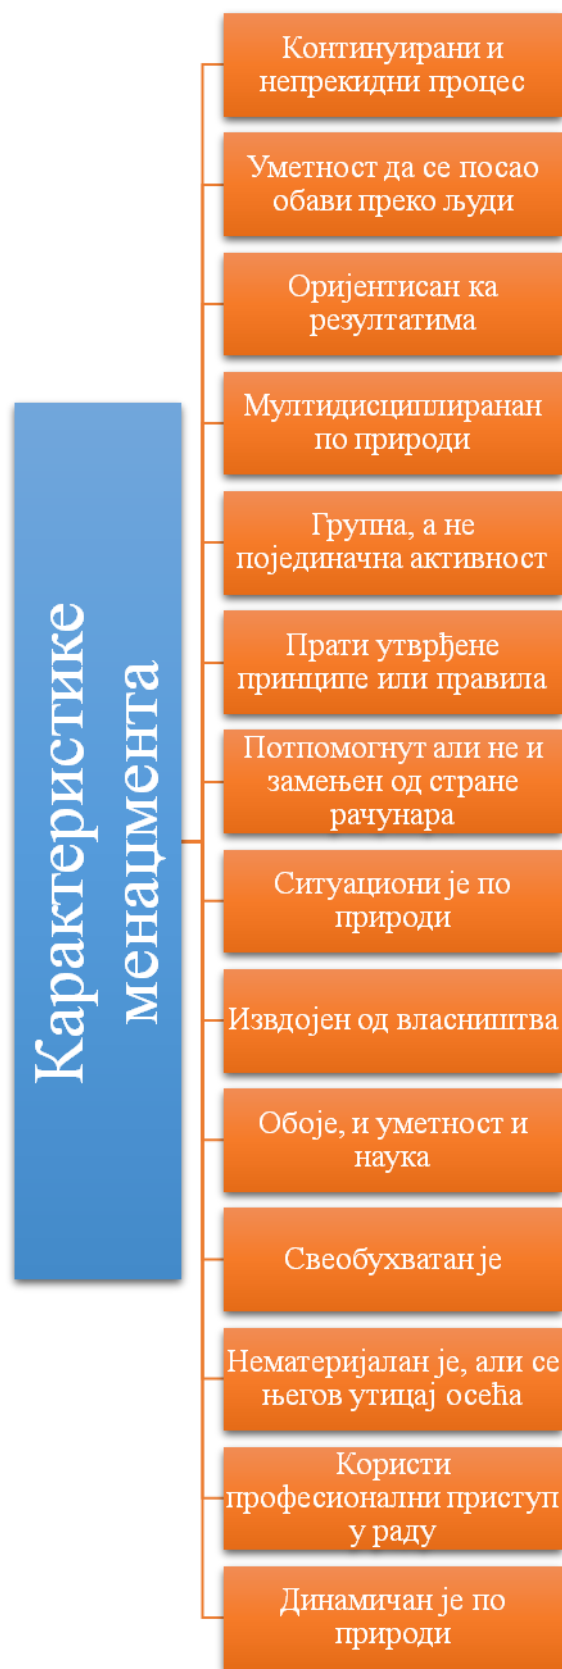 Карактеристике
менаџмента
Континуирани и
непрекидни процес
Уметност да се посао
обави преко људи
Оријентисан ка
резултатима
Мултидисциплиранан
по природи
Групна, а не
појединачна активност
Прати утврђене
принципе или правила
Потпомогнут али не и
замењен од стране
рачунара
Ситуациони је по
природи
Извдојен од власништва
Обоје, и уметност и
наука
Свеобухватан је
Нематеријалан је, али се
његов утицај осећа
Користи
професионални приступ
у раду
Динамичан је по
природи